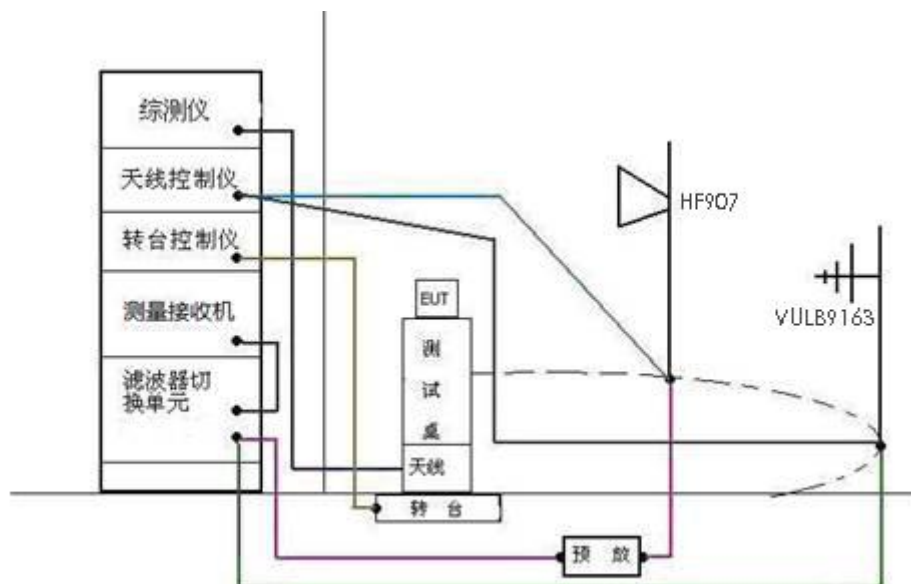 综测仪
天线控制仪
转台控制仪
测量接收机
滤波器切
换单元
EUT
测
试
桌
天线
转 台
预 放
HF907
VULB9163